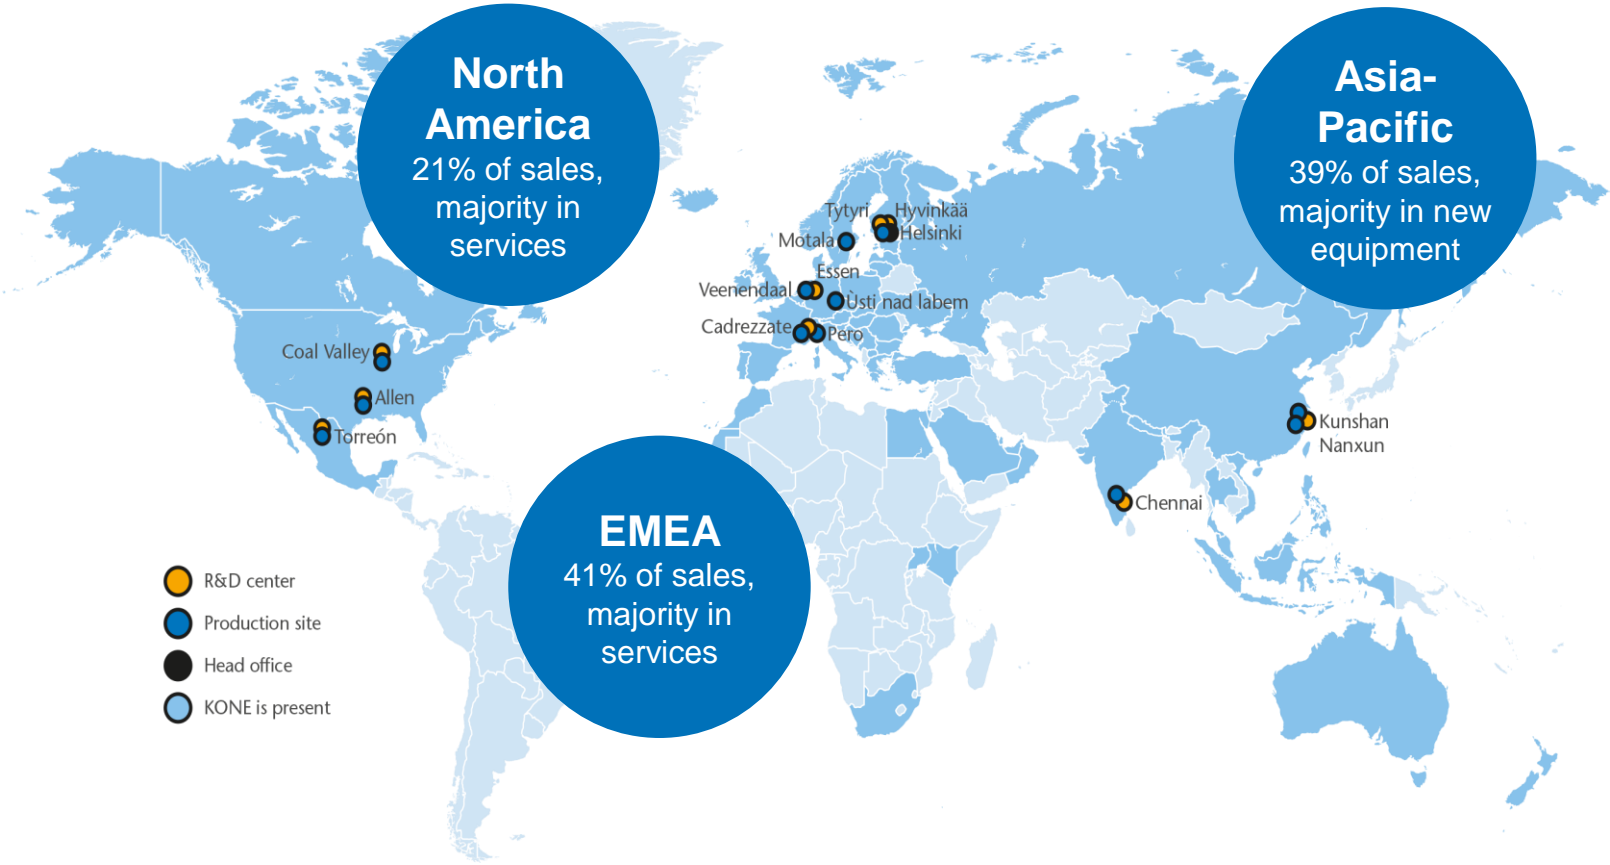 North
America
21% of sales,
majority in
services
Asia-
Pacific
39% of sales,
majority in new
equipment
Tytyri
Hyvinkää
Motala
Helsinki
Essen
Veenendaal
Ùsti nad labem
Cadrezzate
Pero
Coal Valley
Allen
Torreón
Kunshan
Nanxun
Chennai
EMEA
41% of sales,
majority in
services
R&D center
Production site
Head office
KONE is present